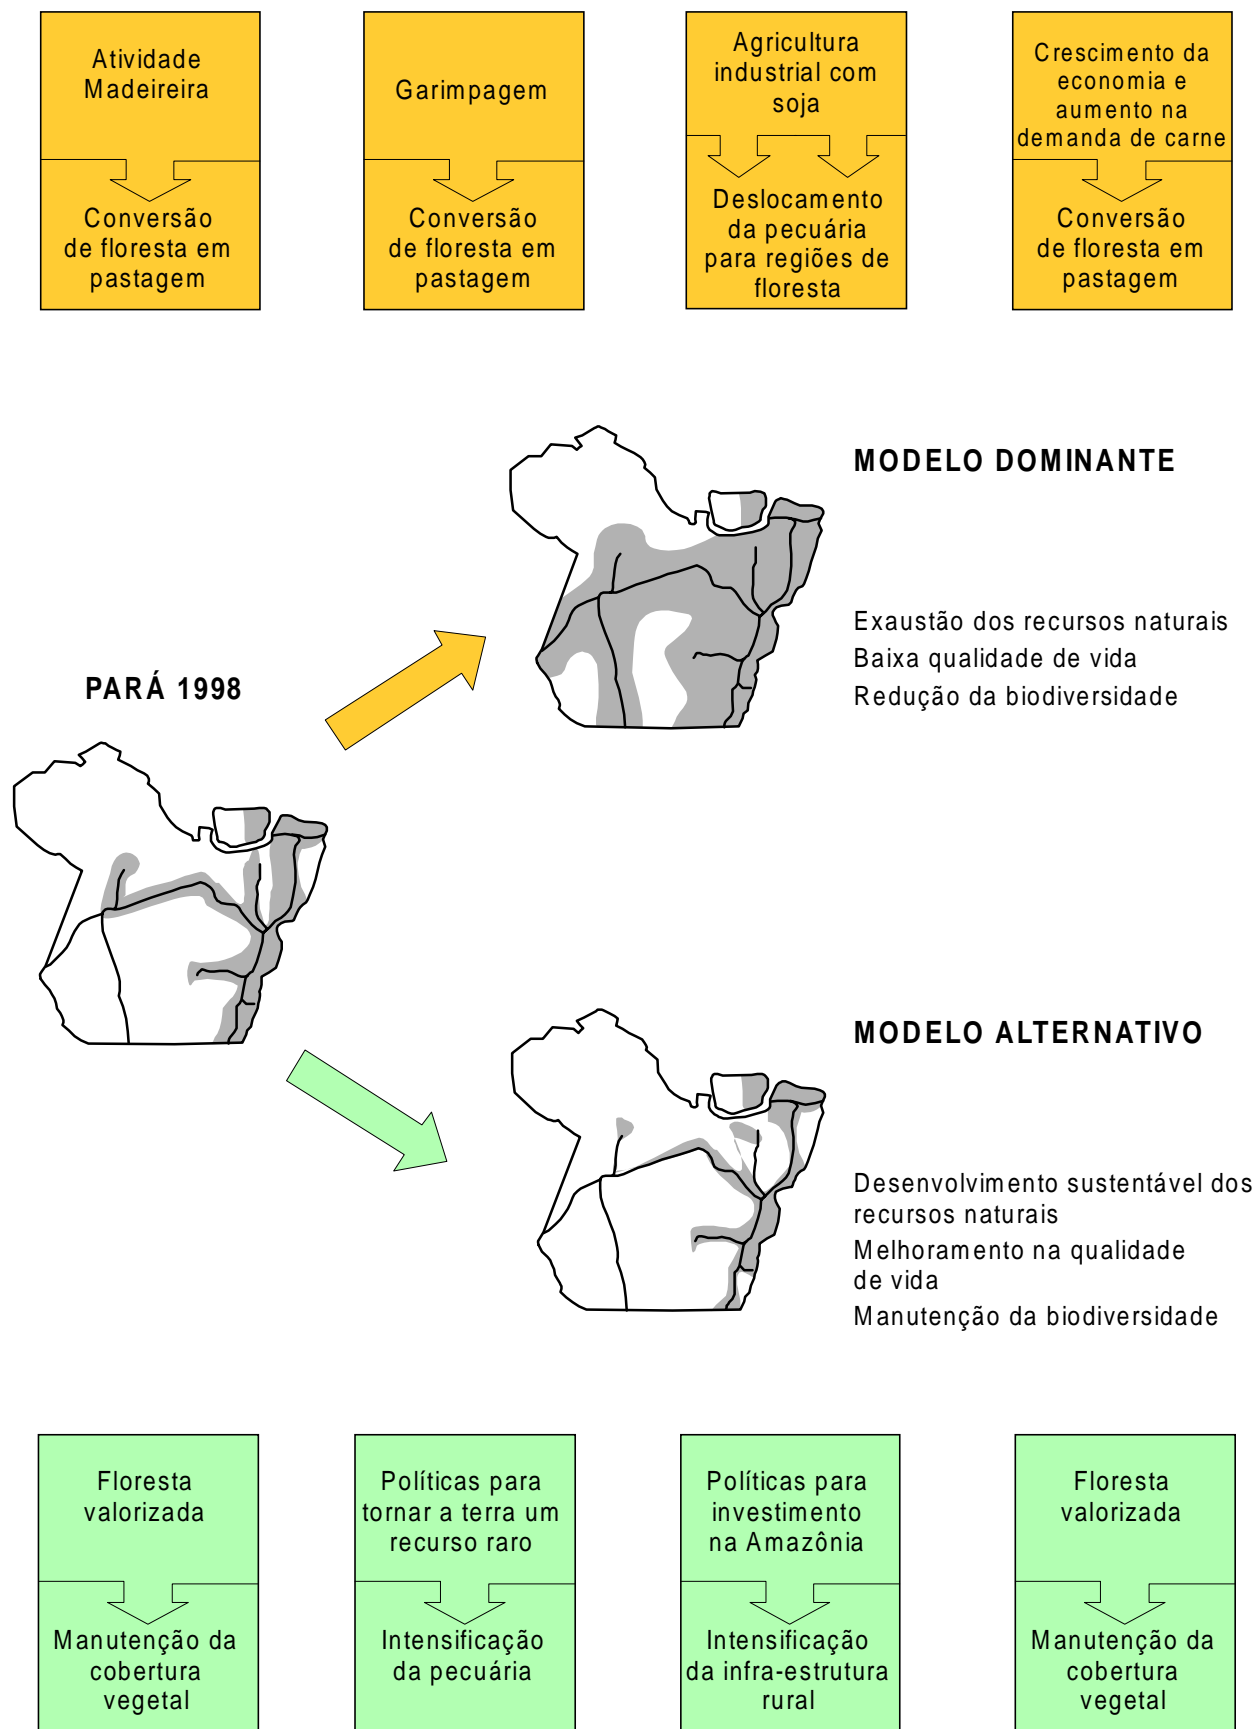 Atividade
Madeireira
Conversão
de floresta em
pastagem
Garimpagem
Conversão
de floresta em
pastagem
Agricultura
industrial com
soja
Deslocamento
da pecuária
para regiões de
floresta
Crescimento da
economia e
aumento na
demanda de carne
Conversão
de floresta em
pastagem
MODELO DOMINANTE
Exaustão dos recursos naturais
Baixa qualidade de vida
Redução da biodiversidade
PARÁ 1998
MODELO ALTERNATIVO
Desenvolvimento sustentável dos
recursos naturais
Melhoramento na qualidade
de vida
Manutenção da biodiversidade
Floresta
valorizada
Manutenção da
cobertura
vegetal
Políticas para
tornar a terra um
recurso raro
Intensificação
da pecuária
Políticas para
investimento
na Amazônia
Intensificação
da infra-estrutura
rural
Floresta
valorizada
Manutenção da
cobertura
vegetal